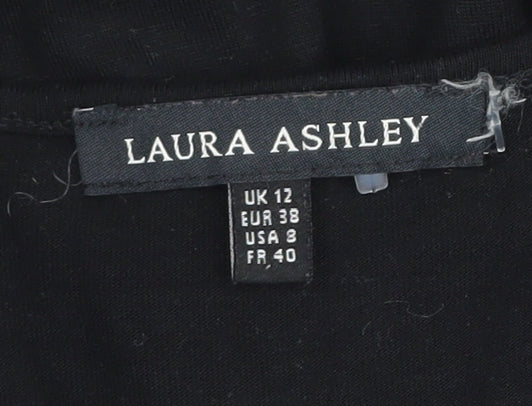 LAURA ASHLEY
UK 12
EUR 38
USA 8
FR 40